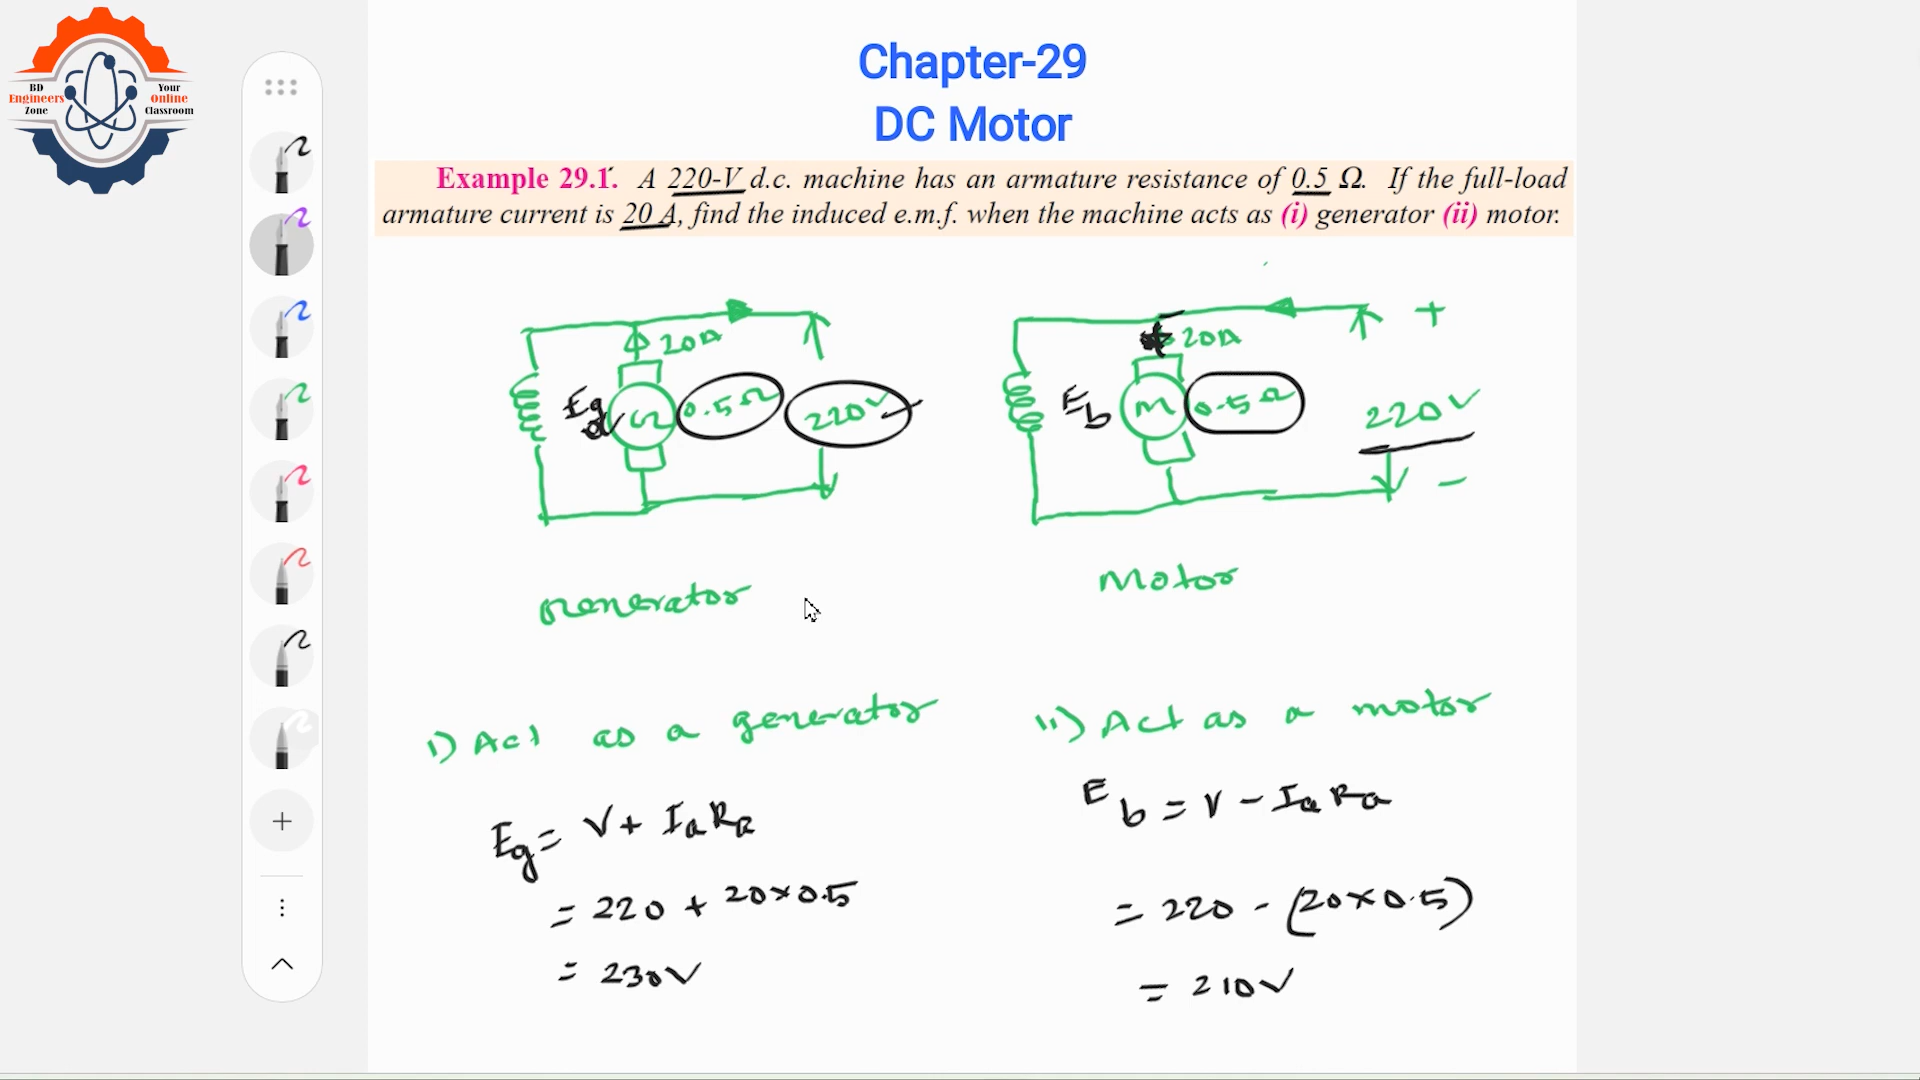 BD
Engineers
Zone
Your
Online
Classroom
Chapter-29
DC Motor
Example 29.1. A 220-V d.c. machine has an armature resistance of 0.5 Ω. If the full-load
armature current is 20 A, find the induced e.m.f. when the machine acts as (i) generator (ii) motor.
20A
Eg
G
0.5Ω
220V
Generator
20A
+
Eb
M
0.5Ω
220V
-
Motor
i) Act as a generator
Eg = V + IaRa
= 220 + 20×0.5
= 230V
ii) Act as a motor
Eb = V - IaRa
= 220 - (20×0.5)
= 210V